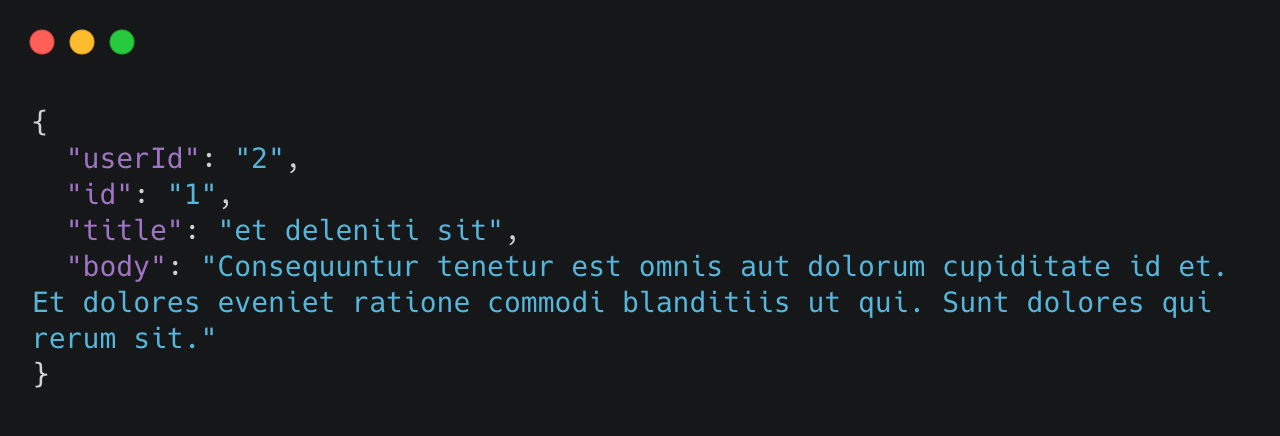 {
  "userId": "2",
  "id": "1",
  "title": "et deleniti sit",
  "body": "Consequuntur tenetur est omnis aut dolorum cupiditate id et.
Et dolores eveniet ratione commodi blanditiis ut qui. Sunt dolores qui
rerum sit."
}